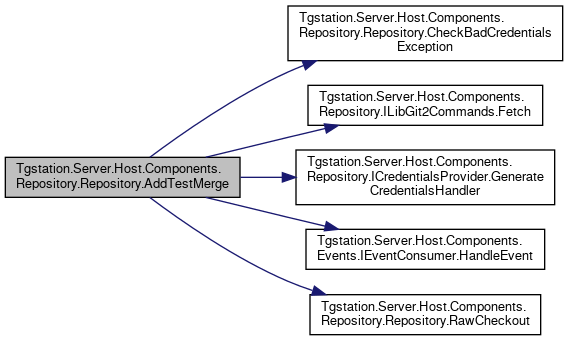 Tgstation.Server.Host.Components.
Repository.Repository.AddTestMerge
Tgstation.Server.Host.Components.
Repository.Repository.CheckBadCredentials
Exception
Tgstation.Server.Host.Components.
Repository.ILibGit2Commands.Fetch
Tgstation.Server.Host.Components.
Repository.ICredentialsProvider.Generate
CredentialsHandler
Tgstation.Server.Host.Components.
Events.IEventConsumer.HandleEvent
Tgstation.Server.Host.Components.
Repository.Repository.RawCheckout